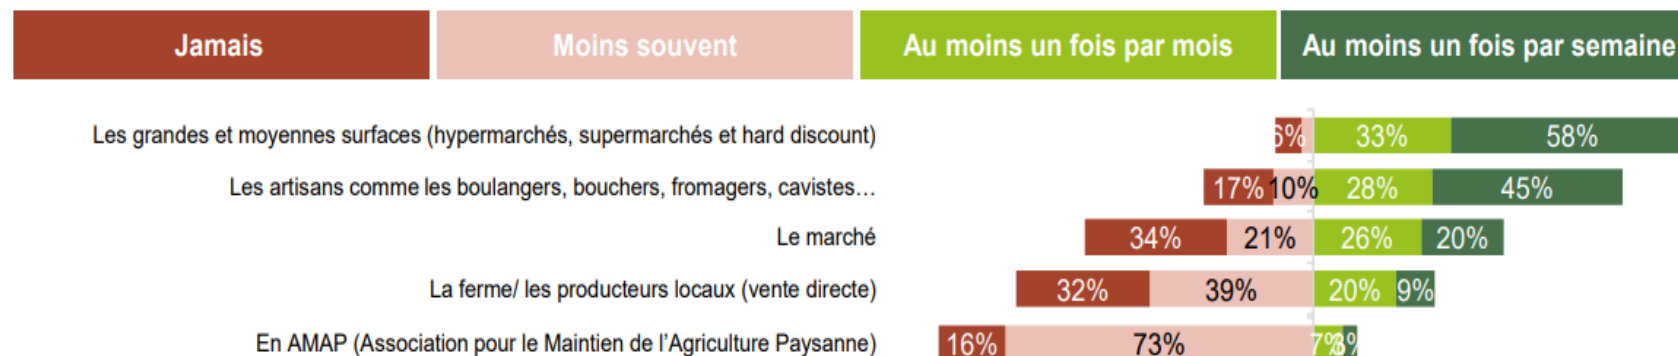 Jamais Moins souvent Au moins un fois par mois Au moins un fois par semaine
Les grandes et moyennes surfaces (hypermarchés, supermarchés et hard discount) 6% 33% 58%
Les artisans comme les boulangers, bouchers, fromagers, cavistes… 17% 10% 28% 45%
Le marché 34% 21% 26% 20%
La ferme/ les producteurs locaux (vente directe) 32% 39% 20% 9%
En AMAP (Association pour le Maintien de l’Agriculture Paysanne) 16% 73% 7% 3%